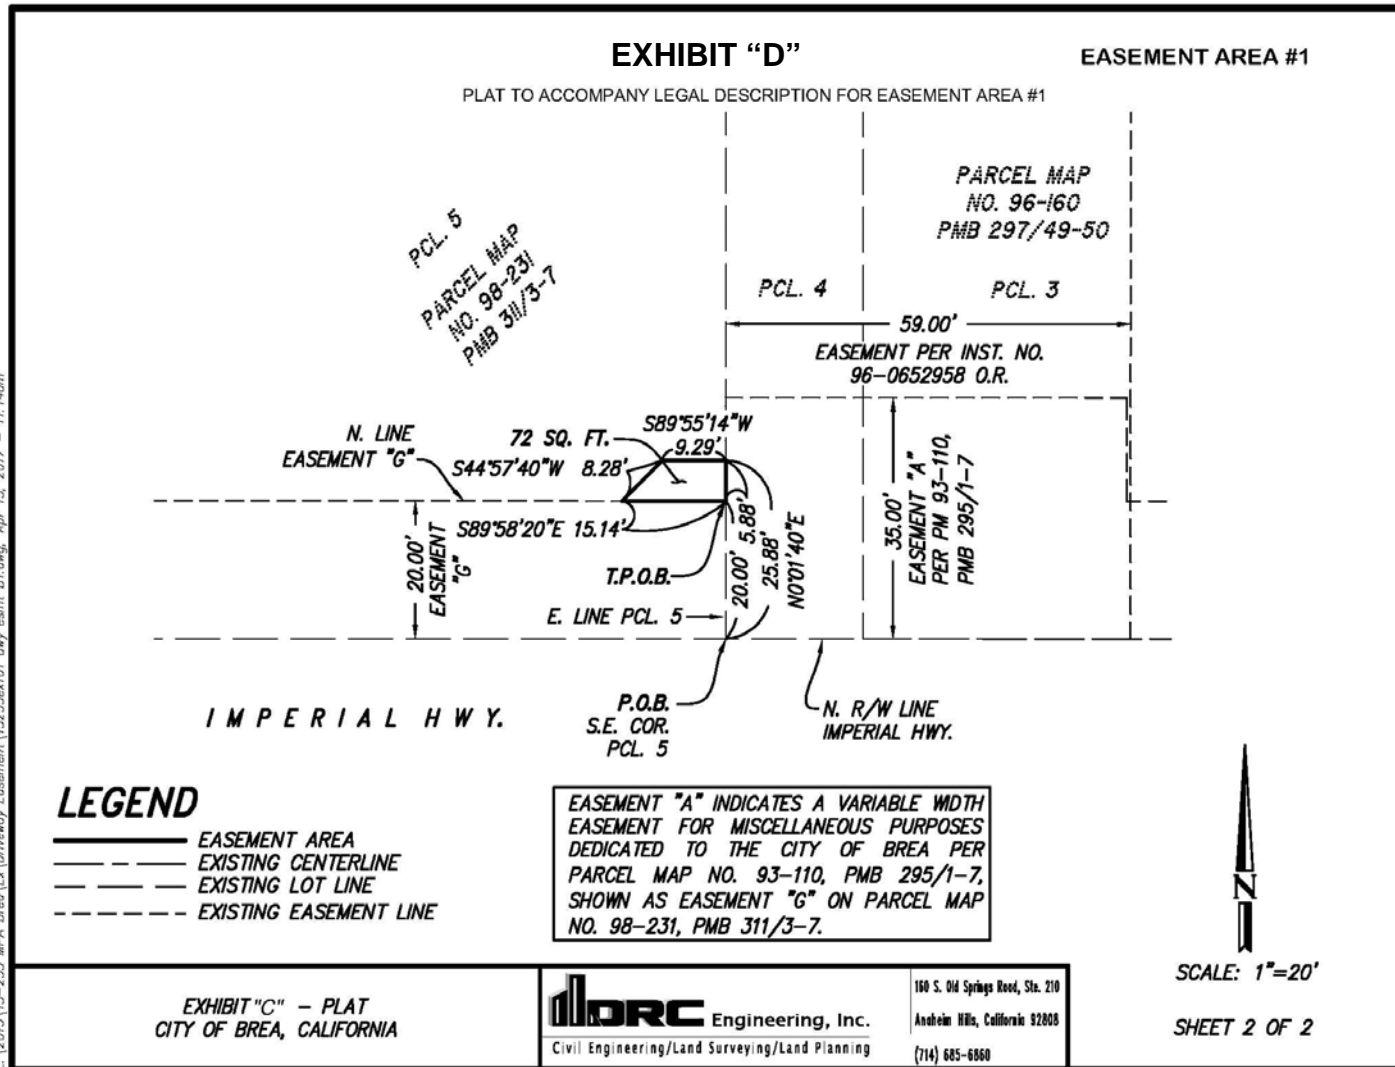 EXHIBIT “D”
EASEMENT AREA #1
PLAT TO ACCOMPANY LEGAL DESCRIPTION FOR EASEMENT AREA #1
PCL. 5
PARCEL MAP
NO. 98-231
PMB 311/3-7
PARCEL MAP
NO. 96-160
PMB 297/49-50
PCL. 4
PCL. 3
59.00'
EASEMENT PER INST. NO.
96-0652958 O.R.
N. LINE
EASEMENT "G"
72 SQ. FT.
S89°55'14"W
9.29'
S44°57'40"W 8.28'
S89°58'20"E 15.14'
20.00'
EASEMENT
"G"
T.P.O.B.
E. LINE PCL. 5
20.00' 5.88'
25.88'
N0°01'40"E
35.00'
EASEMENT "A"
PER PM 93-110,
PMB 295/1-7
IMPERIAL HWY.
P.O.B.
S.E. COR.
PCL. 5
N. R/W LINE
IMPERIAL HWY.
LEGEND
EASEMENT AREA
EXISTING CENTERLINE
EXISTING LOT LINE
EXISTING EASEMENT LINE
EASEMENT "A" INDICATES A VARIABLE WIDTH
EASEMENT FOR MISCELLANEOUS PURPOSES
DEDICATED TO THE CITY OF BREA PER
PARCEL MAP NO. 93-110, PMB 295/1-7,
SHOWN AS EASEMENT "G" ON PARCEL MAP
NO. 98-231, PMB 311/3-7.
N
SCALE: 1"=20'
SHEET 2 OF 2
EXHIBIT "C" - PLAT
CITY OF BREA, CALIFORNIA
DRC Engineering, Inc.
Civil Engineering/Land Surveying/Land Planning
160 S. Old Springs Road, Ste. 210
Anaheim Hills, California 92808
(714) 685-6860